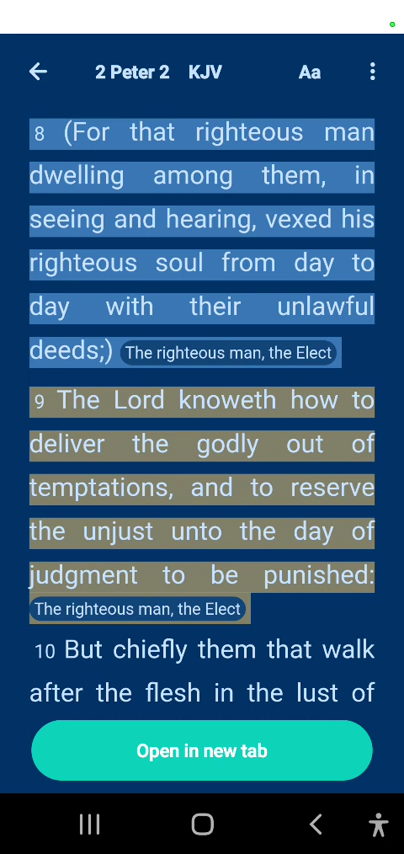 2 Peter 2 KJV Aa
8 (For that righteous man
dwelling among them, in
seeing and hearing, vexed his
righteous soul from day to
day with their unlawful
deeds;) The righteous man, the Elect
9 The Lord knoweth how to
deliver the godly out of
temptations, and to reserve
the unjust unto the day of
judgment to be punished:
The righteous man, the Elect
10 But chiefly them that walk
after the flesh in the lust of
Open in new tab